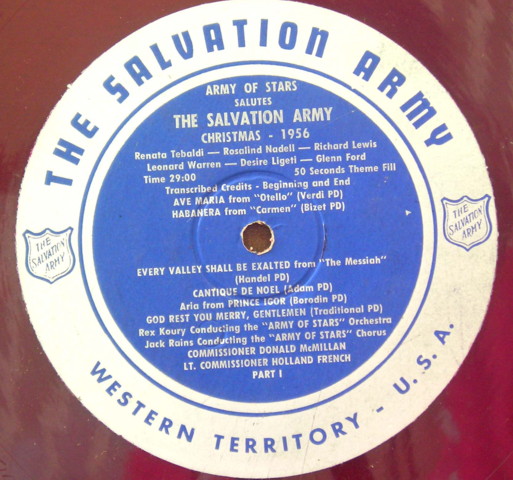 THE SALVATION ARMY
ARMY OF STARS
SALUTES
THE SALVATION ARMY
CHRISTMAS - 1956
Renata Tebaldi — Rosalind Nadell — Richard Lewis
Leonard Warren — Desire Ligeti — Glenn Ford
Time 29:00 50 Seconds Theme Fill
Transcribed Credits - Beginning and End
AVE MARIA from "Otello" (Verdi PD)
HABANERA from "Carmen" (Bizet PD)
THE
SALVATION
ARMY
THE
SALVATION
ARMY
EVERY VALLEY SHALL BE EXALTED from "The Messiah"
(Handel PD)
CANTIQUE DE NOEL (Adam PD)
Aria from PRINCE IGOR (Borodin PD)
GOD REST YOU MERRY, GENTLEMEN (Traditional PD)
Rex Koury Conducting the "ARMY OF STARS" Orchestra
Jack Rains Conducting the "ARMY OF STARS" Chorus
COMMISSIONER DONALD McMILLAN
LT. COMMISSIONER HOLLAND FRENCH
PART I
WESTERN TERRITORY - U. S. A.